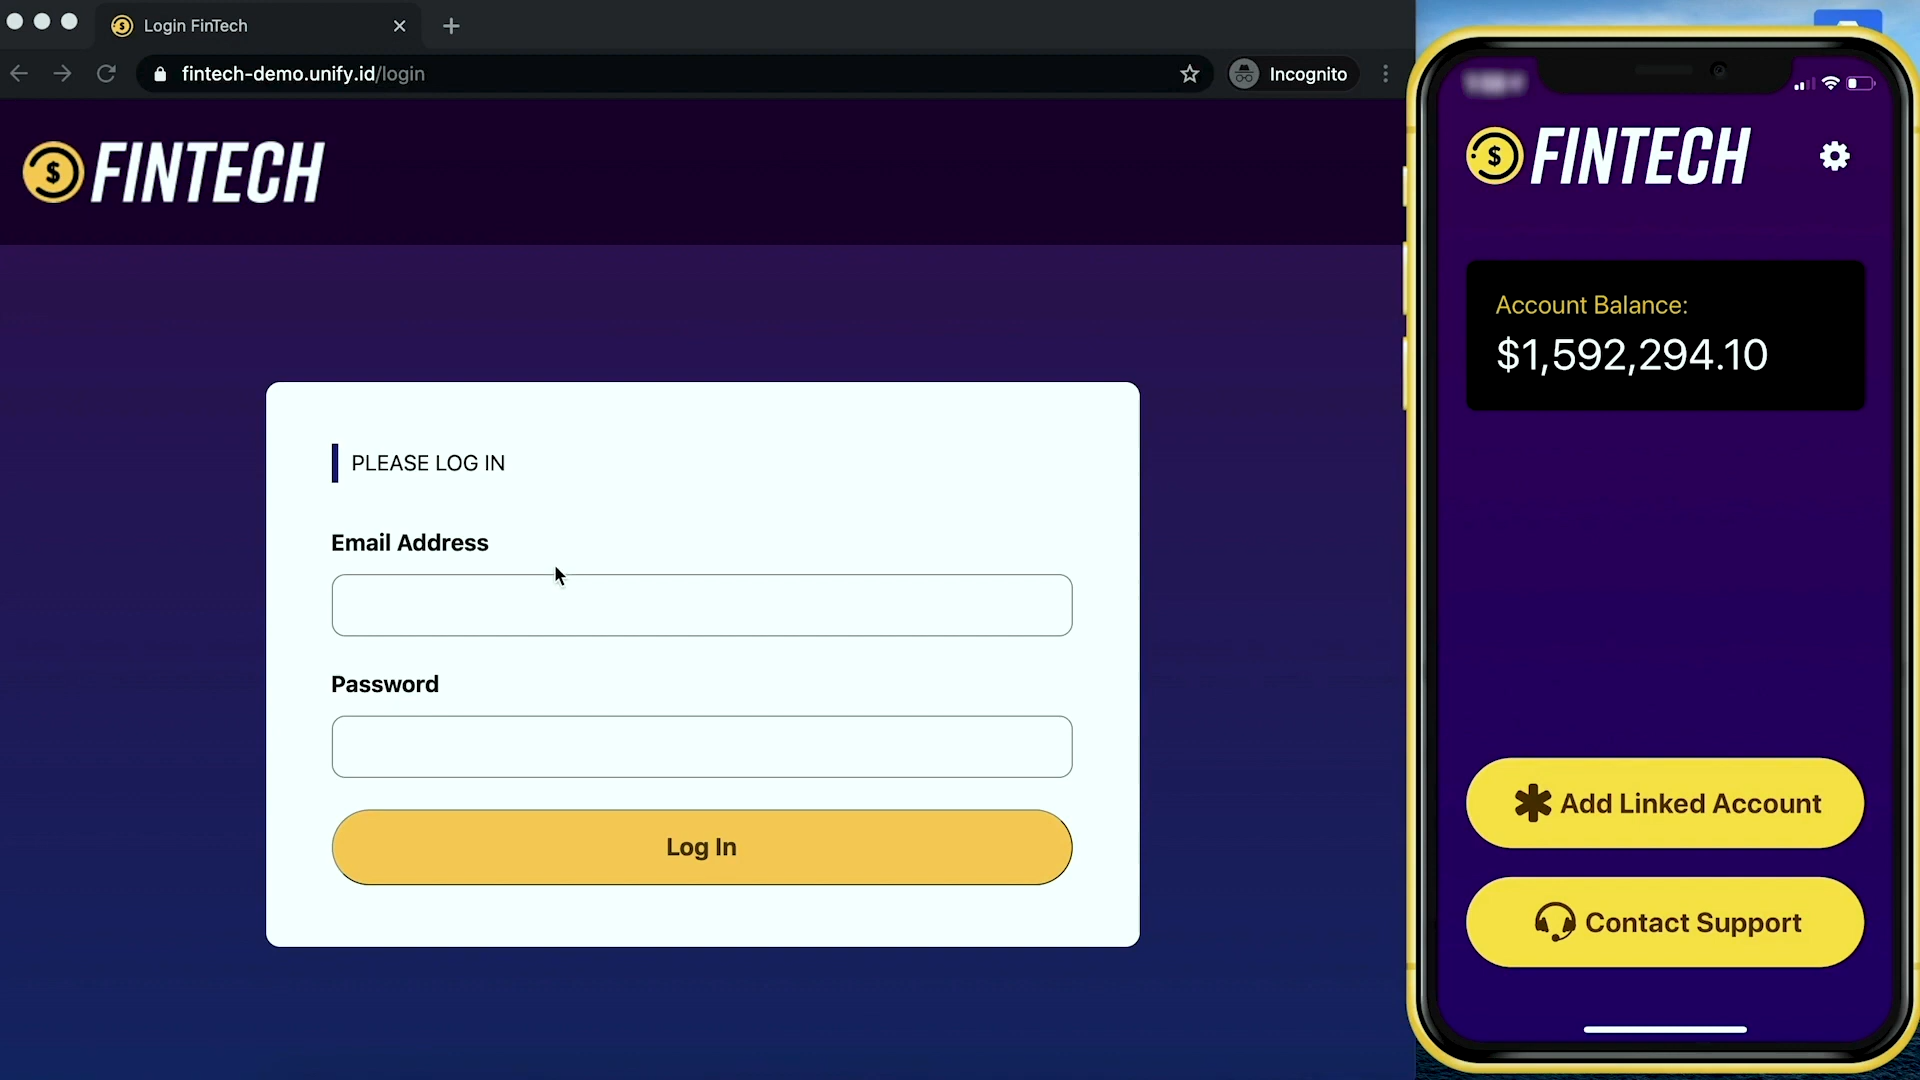 Login FinTech
fintech-demo.unify.id/login
Incognito
$ FINTECH
PLEASE LOG IN
Email Address
Password
Log In
$ FINTECH
Account Balance:
$1,592,294.10
Add Linked Account
Contact Support